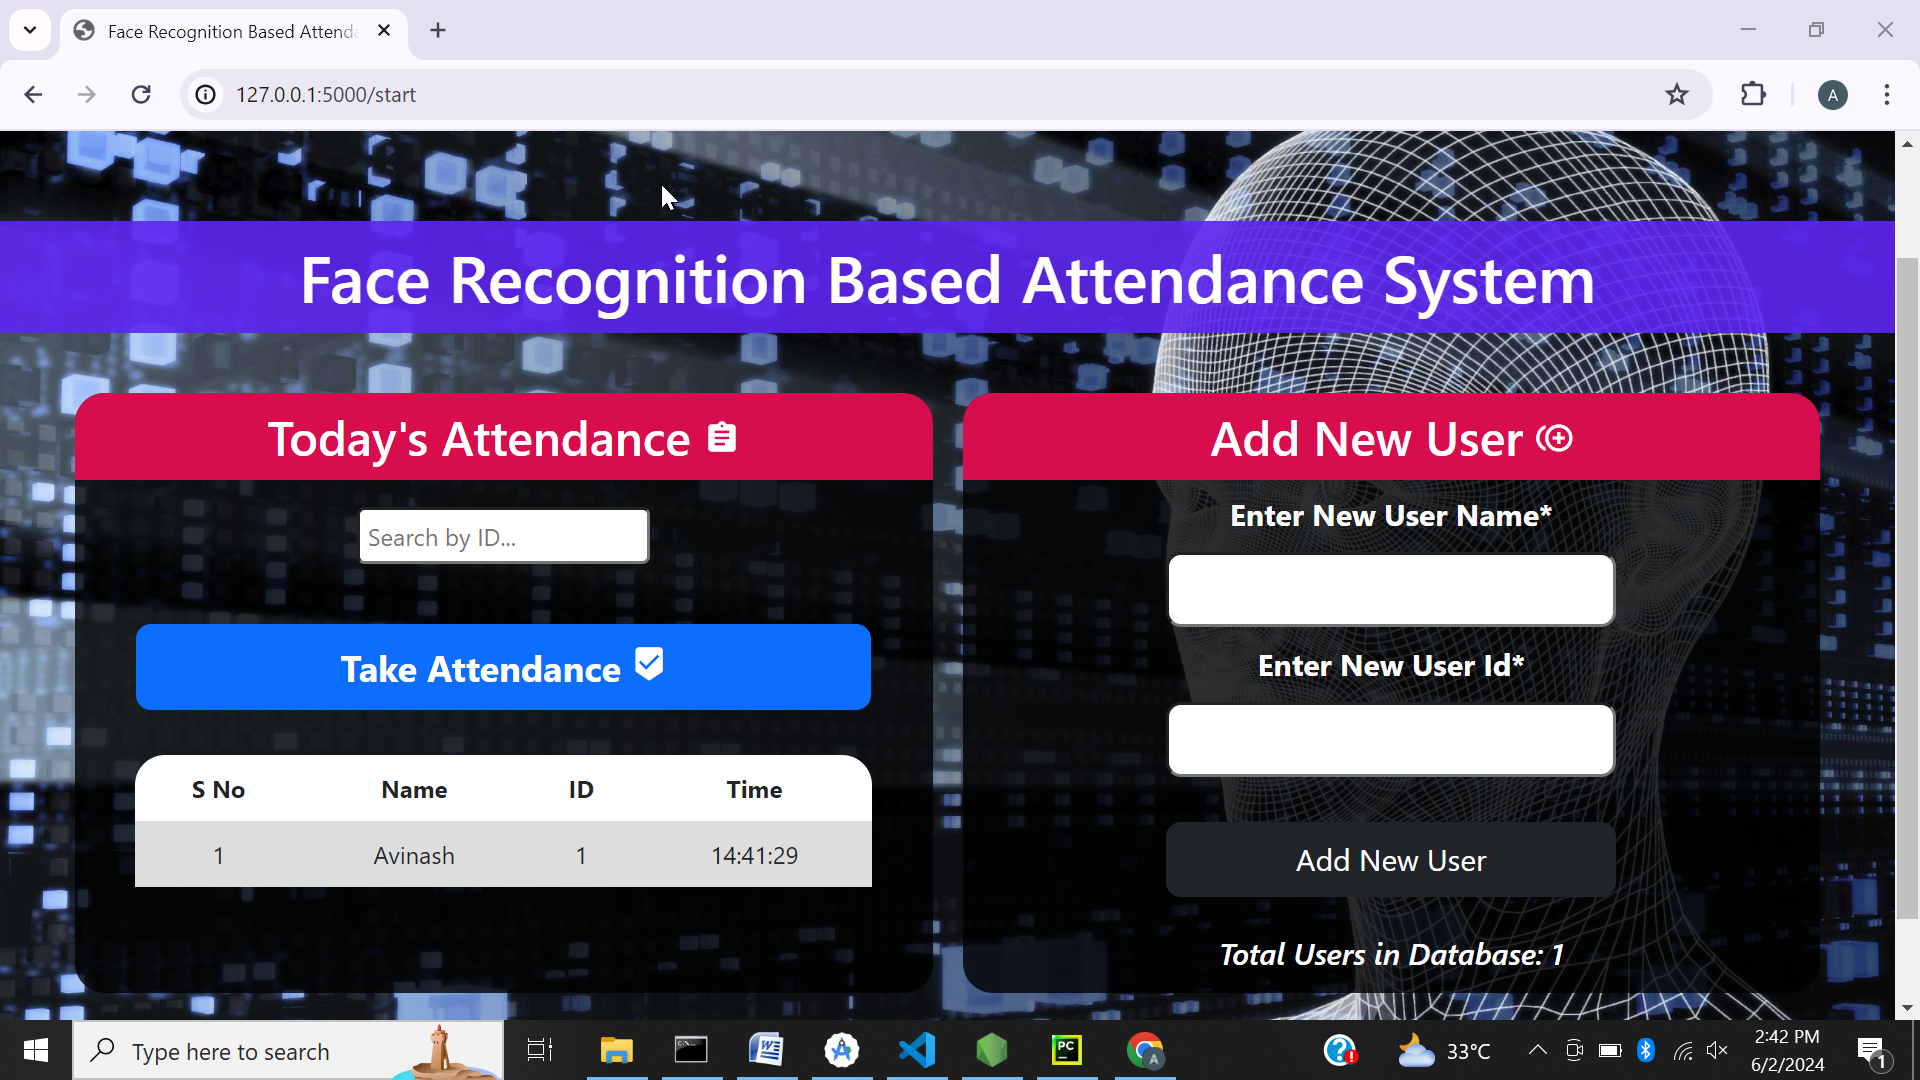 Face Recognition Based Attenda
127.0.0.1:5000/start
A
Face Recognition Based Attendance System
Today's Attendance
Search by ID...
Take Attendance
S No Name ID Time
1 Avinash 1 14:41:29
Add New User
Enter New User Name*
Enter New User Id*
Add New User
Total Users in Database: 1
Type here to search
PC
A
33°C
2:42 PM
6/2/2024
1